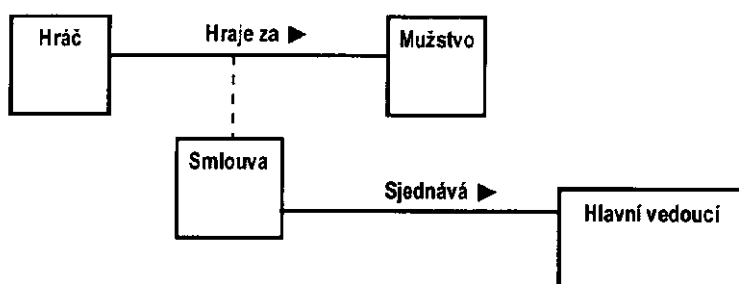 Hráč
Hraje za ▶
Mužstvo
Smlouva
Sjednává ▶
Hlavní vedoucí